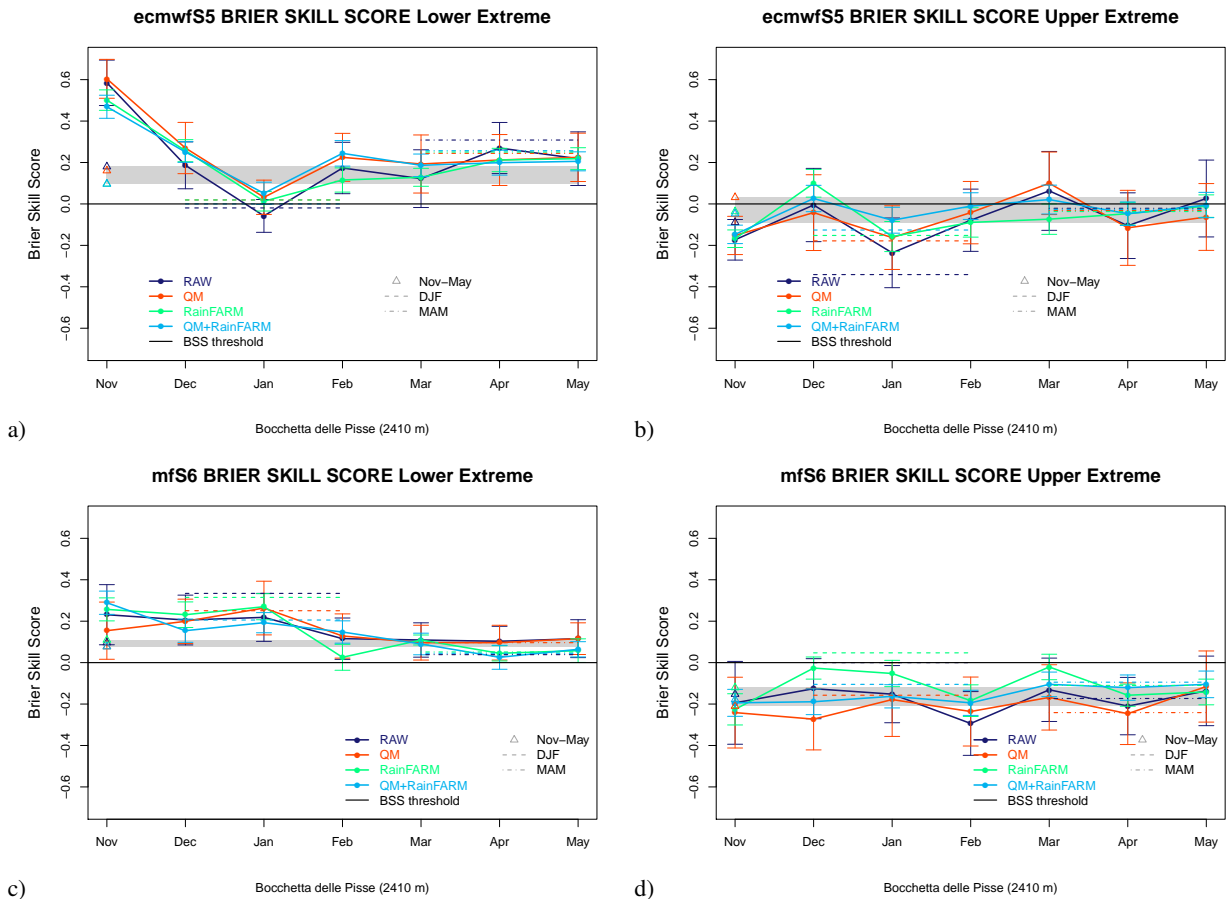 a)
ecmwfS5 BRIER SKILL SCORE Lower Extreme
Brier Skill Score
0.6
0.4
0.2
0.0
−0.2
−0.4
−0.6
RAW
QM
RainFARM
QM+RainFARM
BSS threshold
Nov−May
DJF
MAM
Nov Dec Jan Feb Mar Apr May
Bocchetta delle Pisse (2410 m)
b)
ecmwfS5 BRIER SKILL SCORE Upper Extreme
Brier Skill Score
0.6
0.4
0.2
0.0
−0.2
−0.4
−0.6
RAW
QM
RainFARM
QM+RainFARM
BSS threshold
Nov−May
DJF
MAM
Nov Dec Jan Feb Mar Apr May
Bocchetta delle Pisse (2410 m)
c)
mfS6 BRIER SKILL SCORE Lower Extreme
Brier Skill Score
0.6
0.4
0.2
0.0
−0.2
−0.4
−0.6
RAW
QM
RainFARM
QM+RainFARM
BSS threshold
Nov−May
DJF
MAM
Nov Dec Jan Feb Mar Apr May
Bocchetta delle Pisse (2410 m)
d)
mfS6 BRIER SKILL SCORE Upper Extreme
Brier Skill Score
0.6
0.4
0.2
0.0
−0.2
−0.4
−0.6
RAW
QM
RainFARM
QM+RainFARM
BSS threshold
Nov−May
DJF
MAM
Nov Dec Jan Feb Mar Apr May
Bocchetta delle Pisse (2410 m)